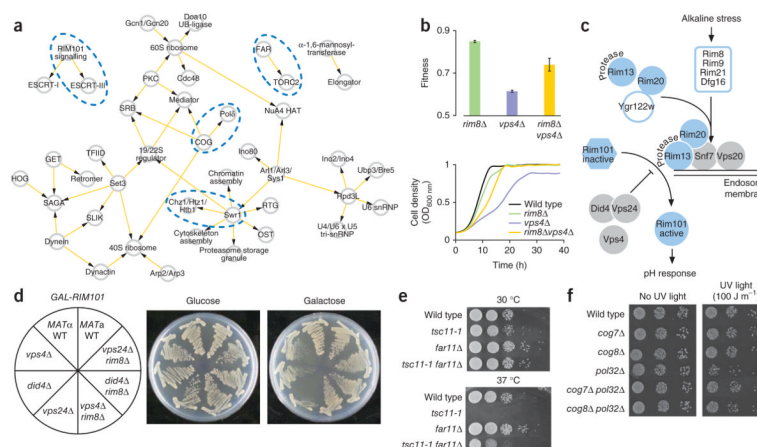 a
Gcn1/Gcn20
Doa10
UB-ligase
60S ribosome
RIM101
signalling
ESCRT-I
ESCRT-III
PKC
Cdc48
Mediator
SRB
FAR
TORC2
NuA4 HAT
α-1,6-mannosyl-
transferase
Elongator
Polδ
COG
19/22S
regulator
TFIID
GET
Retromer
Set3
HOG
SAGA
SLIK
Dynein
Dynactin
40S ribosome
Arp2/Arp3
Ino80
Arl1/Arl3/
Sys1
Chromatin
assembly
Chz1/Htz1/
Htb1
Swr1
RTG
OST
Cytoskeleton
assembly
Proteasome storage
granule
Ino2/Ino4
Ubp3/Bre5
Rpd3L
U6 snRNP
U4/U6 x U5
tri-snRNP
b
Fitness
0.9
0.7
0.5
rim8Δ
vps4Δ
rim8Δ
vps4Δ
Cell density
(OD600 nm)
1.0
0.5
0
0
10
20
30
40
Time (h)
Wild type
rim8Δ
vps4Δ
rim8Δvps4Δ
c
Alkaline stress
Rim8
Rim9
Rim21
Dfg16
Protease
Rim13
Rim20
Ygr122w
Rim20
Protease
Rim13
Snf7
Vps20
Rim101
inactive
Endosom
membra
Did4
Vps24
Vps4
Rim101
active
pH response
d
GAL-RIM101
MATα
WT
MATa
WT
vps4Δ
vps24Δ
rim8Δ
did4Δ
did4Δ
rim8Δ
vps24Δ
vps4Δ
rim8Δ
Glucose
Galactose
e
30 °C
Wild type
tsc11-1
far11Δ
tsc11-1 far11Δ
37 °C
Wild type
tsc11-1
far11Δ
tsc11-1 far11Δ
f
No UV light
UV light
(100 J m−
Wild type
cog7Δ
cog8Δ
pol32Δ
cog7Δ pol32Δ
cog8Δ pol32Δ